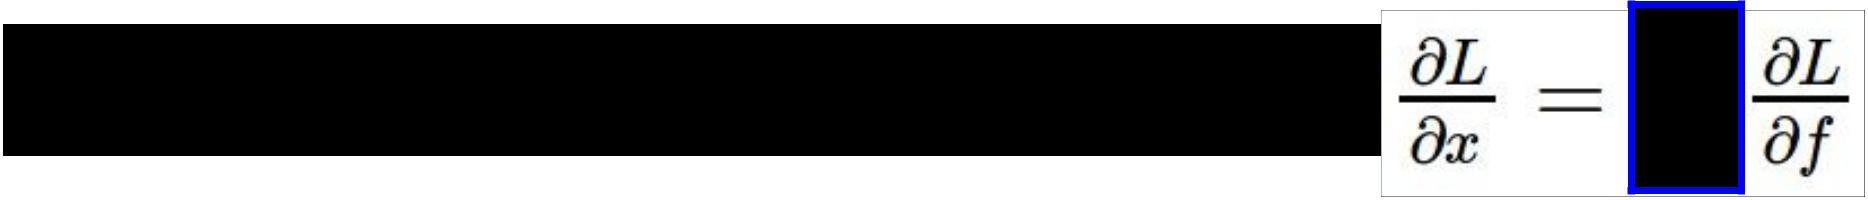 ∂L/∂x = ∂L/∂f